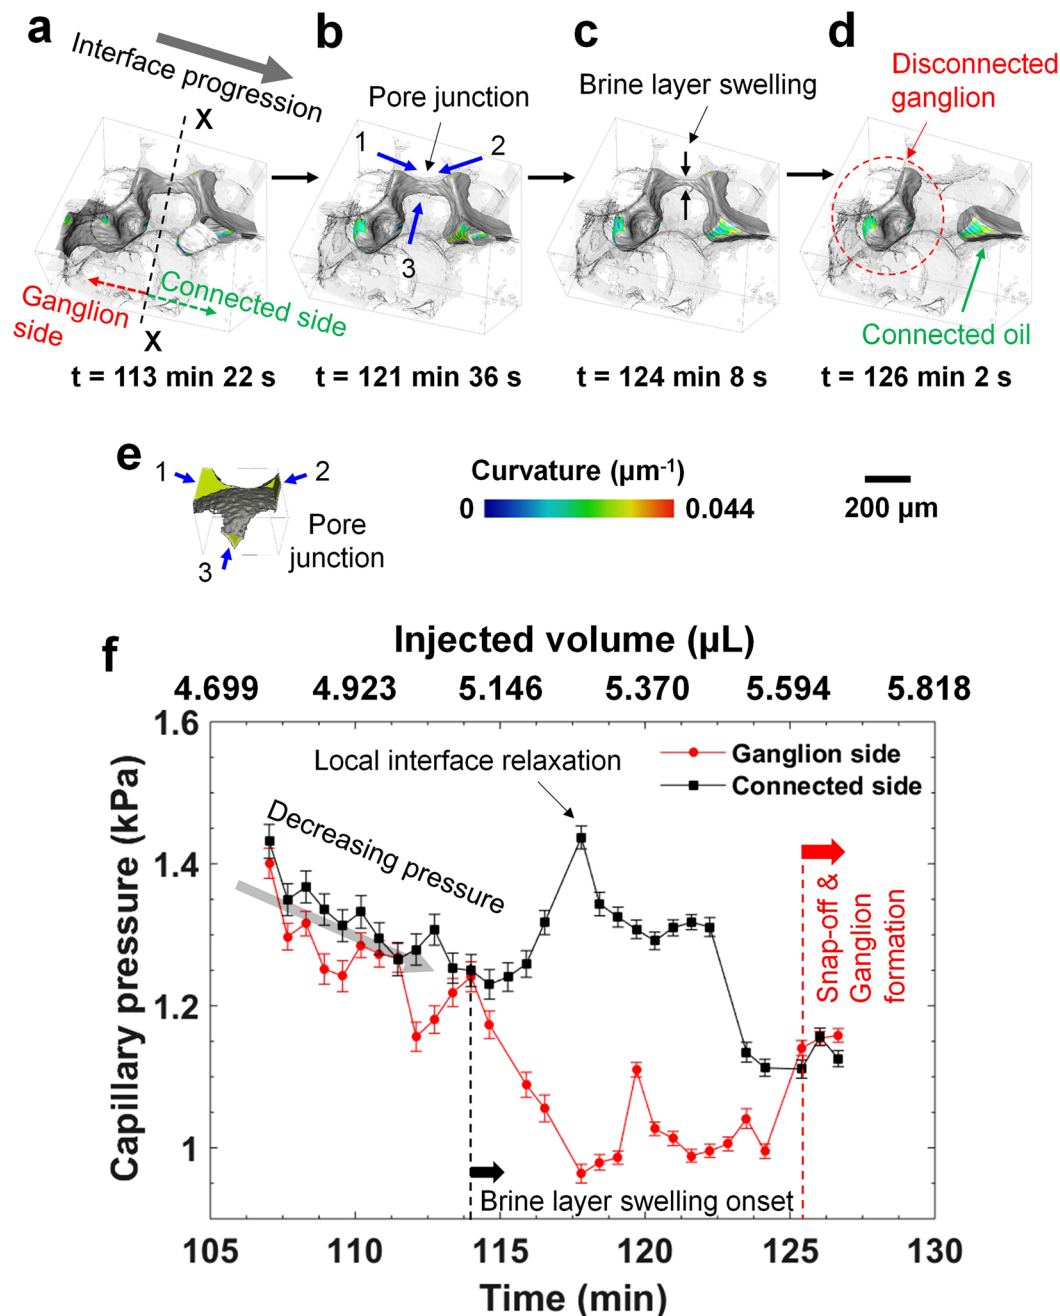 a
b
c
d
Interface progression
X
Pore junction
1
2
3
Brine layer swelling
Disconnected
ganglion
Ganglion
side
Connected side
X
Connected oil
t = 113 min 22 s
t = 121 min 36 s
t = 124 min 8 s
t = 126 min 2 s
e
1
2
3
Pore
junction
Curvature (µm⁻¹)
0
0.044
200 µm
f
Injected volume (µL)
4.699 4.923 5.146 5.370 5.594 5.818
Capillary pressure (kPa)
1.6
1.4
1.2
1
Local interface relaxation
Ganglion side
Connected side
Decreasing pressure
Snap-off &
Ganglion
formation
Brine layer swelling onset
105 110 115 120 125 130
Time (min)